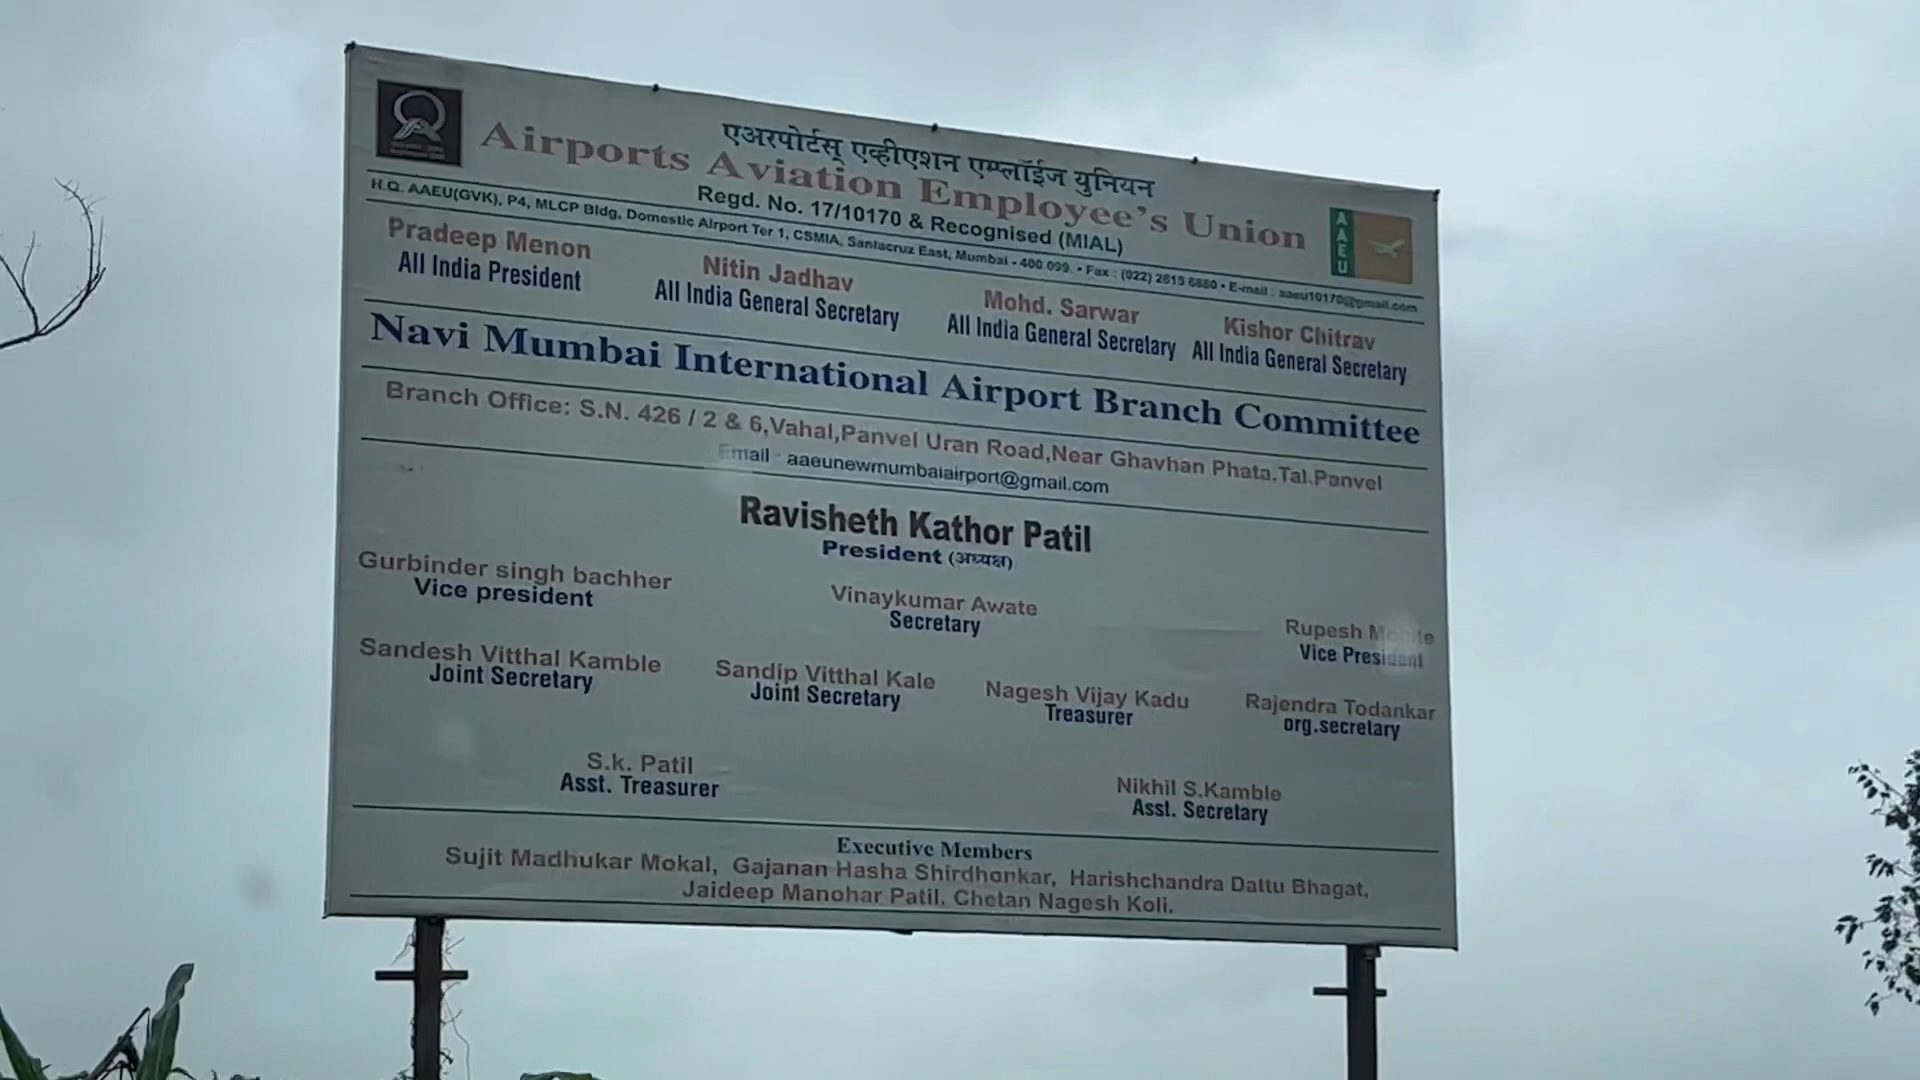 एअरपोर्टस् एव्हीएशन एम्प्लॉईज युनियन
Airports Aviation Employee's Union
Regd. No. 17/10170 & Recognised (MIAL)
H.Q. AAEU(GVK), P4, MLCP Bldg, Domestic Airport Ter 1, CSMIA, Santacruz East, Mumbai - 400 099. • Fax : (022) 2615 6880 • E-mail : aaeu10170@gmail.com
AAEU
Pradeep Menon
All India President
Nitin Jadhav
All India General Secretary
Mohd. Sarwar
All India General Secretary
Kishor Chitrav
All India General Secretary
Navi Mumbai International Airport Branch Committee
Branch Office: S.N. 426 / 2 & 6,Vahal,Panvel Uran Road,Near Ghavhan Phata,Tal.Panvel
Email : aaeunewmumbaiairport@gmail.com
Ravisheth Kathor Patil
President (अध्यक्ष)
Gurbinder singh bachher
Vice president
Vinaykumar Awate
Secretary
Rupesh
Vice President
Sandesh Vitthal Kamble
Joint Secretary
Sandip Vitthal Kale
Joint Secretary
Nagesh Vijay Kadu
Treasurer
Rajendra Todankar
org.secretary
S.k. Patil
Asst. Treasurer
Nikhil S.Kamble
Asst. Secretary
Executive Members
Sujit Madhukar Mokal, Gajanan Hasha Shirdhonkar, Harishchandra Dattu Bhagat,
Jaideep Manohar Patil. Chetan Nagesh Koli.